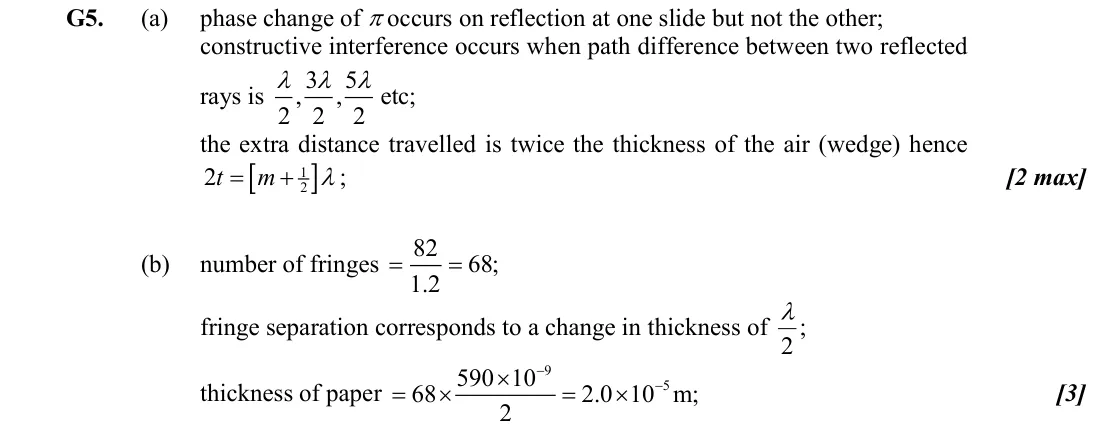 G5. (a) phase change of π occurs on reflection at one slide but not the other;
constructive interference occurs when path difference between two reflected
rays is λ/2, 3λ/2, 5λ/2 etc;
the extra distance travelled is twice the thickness of the air (wedge) hence
2t = [m + 1/2]λ; [2 max]
(b) number of fringes = 82/1.2 = 68;
fringe separation corresponds to a change in thickness of λ/2;
thickness of paper = 68 × 590×10⁻⁹/2 = 2.0×10⁻⁵ m; [3]